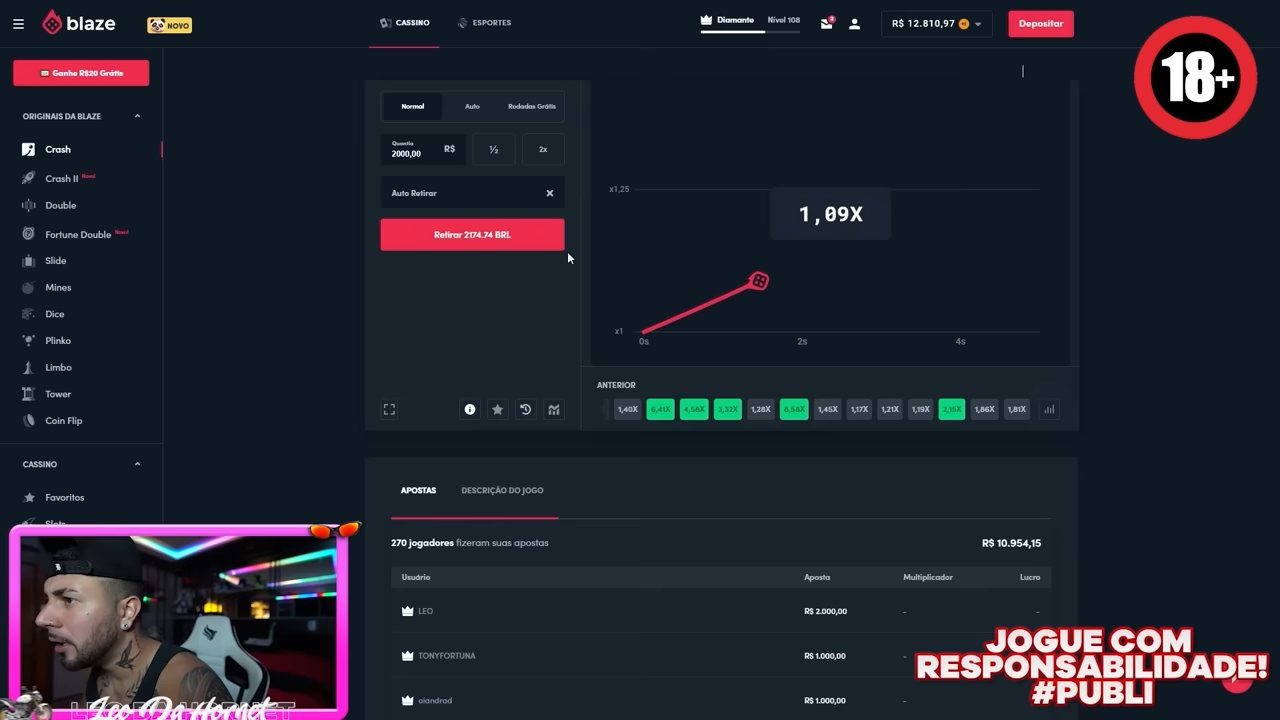 blaze
NOVO
CASSINO
ESPORTES
Diamante
Nível 108
R$ 12.810,97
Depositar
18+
Ganhe R$20 Grátis
ORIGINAIS DA BLAZE
Crash
Crash II Novo!
Double
Fortune Double Novo!
Slide
Mines
Dice
Plinko
Limbo
Tower
Coin Flip
CASSINO
Favoritos
Slots
Normal
Auto
Rodadas Grátis
Quantia
2000,00
R$
½
2x
Auto Retirar
Retirar 2174.74 BRL
x1,25
1,09X
x1
0s
2s
4s
ANTERIOR
1,40X
6,41X
4,58X
3,32X
1,28X
8,58X
1,45X
1,17X
1,21X
1,19X
2,15X
1,86X
1,81X
APOSTAS
DESCRIÇÃO DO JOGO
270 jogadores fizeram suas apostas
R$ 10.954,15
Usuário
Aposta
Multiplicador
Lucro
LEO
R$ 2.000,00
-
-
TONYFORTUNA
R$ 1.000,00
-
oiandrad
R$ 1.000,00
JOGUE COM
RESPONSABILIDADE!
#PUBLI
Leo Da Hornet